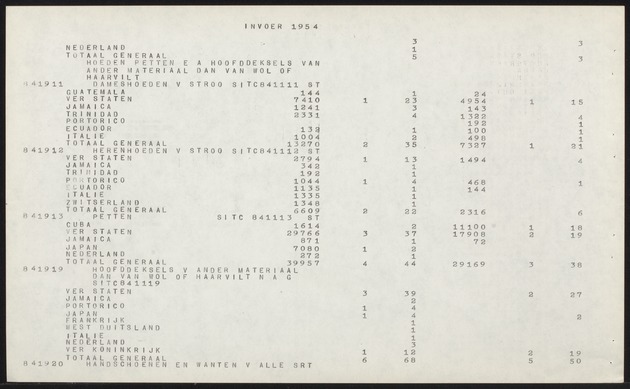 INVOER 1954
NEDERLAND 3 3
1
TOTAAL GENERAAL 5 3
HOEDEN PETTEN E A HOOFDDEKSELS VAN
ANDER MATERIAAL DAN VAN WOL OF
HAARVILT
841911 DAMESHOEDEN V STROO SITC841111 ST
GUATEMALA 144 1 24
VER STATEN 7410 1 23 4954 1 15
JAMAICA 1241 3 143
TRINIDAD 2331 4 1322 4
PORTORICO 192 1
ECUADOR 132 1 100 1
ITALIE 1004 2 498 1
TOTAAL GENERAAL 13270 2 35 7327 1 21
841912 HERENHOEDEN V STROO SITC841112 ST
VER STATEN 2794 1 13 1494 4
JAMAICA 342 1
TRINIDAD 192 1
PORTORICO 1044 1 4 468 1
ECUADOR 1135 1 144
ITALIE 1335 1
ZWITSERLAND 1348 1
TOTAAL GENERAAL 6609 2 22 2316 6
841913 PETTEN SITC 841113 ST
CUBA 1614 2 11100 1 18
VER STATEN 29766 3 37 17908 2 19
JAMAICA 871 1 72
JAPAN 7080 1 2
NEDERLAND 272 1
TOTAAL GENERAAL 39957 4 44 29169 3 38
841919 HOOFDDEKSELS V ANDER MATERIAAL
DAN VAN WOL OF HAARVILT N A G
SITC841119
VER STATEN 3 39 2 27
JAMAICA 2
PORTORICO 1 4
JAPAN 1 4 2
FRANKRIJK 1
WEST DUITSLAND 1
ITALIE 1
NEDERLAND 3
VER KONINKRIJK 1 12 2 19
TOTAAL GENERAAL 6 68 5 50
841920 HANDSCHOENEN EN WANTEN V ALLE SRT